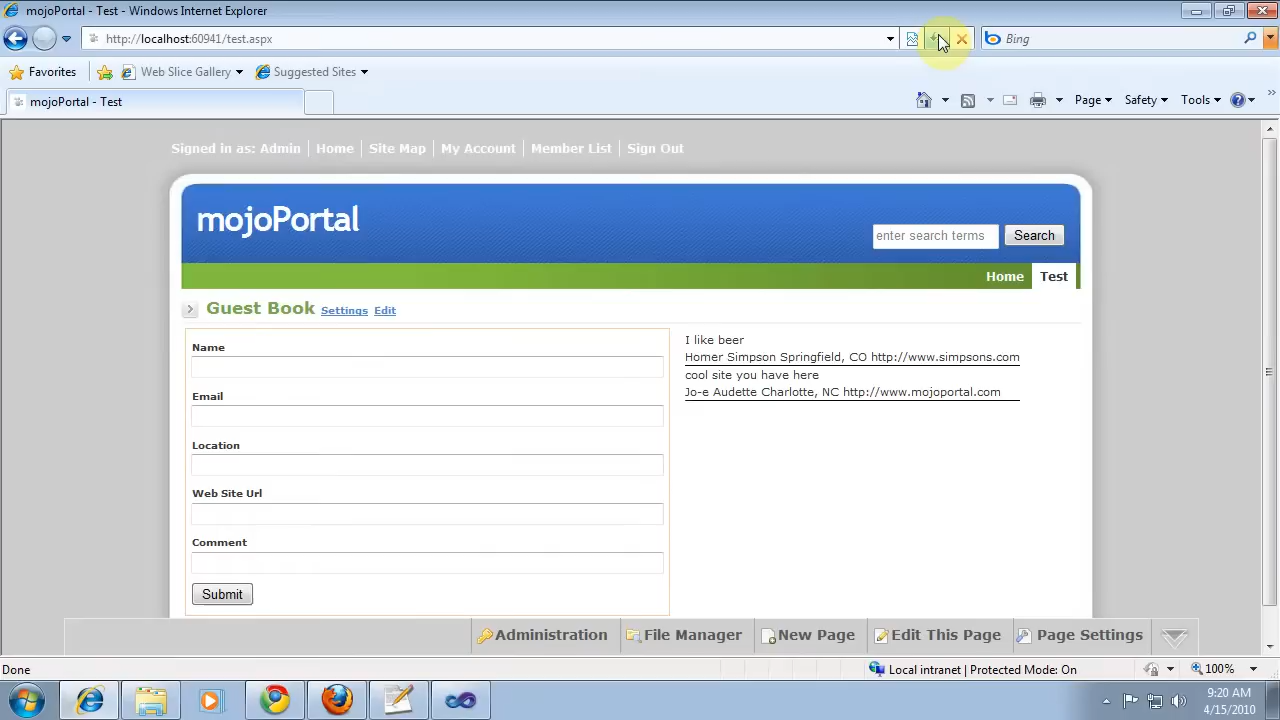 mojoPortal - Test - Windows Internet Explorer
http://localhost:60941/test.aspx
Bing
Favorites
Web Slice Gallery
Suggested Sites
mojoPortal - Test
Page
Safety
Tools
Signed in as: Admin Home Site Map My Account Member List Sign Out
mojoPortal
enter search terms
Search
Home
Test
Guest Book Settings Edit
Name
Email
Location
Web Site Url
Comment
Submit
I like beer
Homer Simpson Springfield, CO http://www.simpsons.com
cool site you have here
Jo-e Audette Charlotte, NC http://www.mojoportal.com
Administration
File Manager
New Page
Edit This Page
Page Settings
Done
Local intranet | Protected Mode: On
100%
9:20 AM
4/15/2010